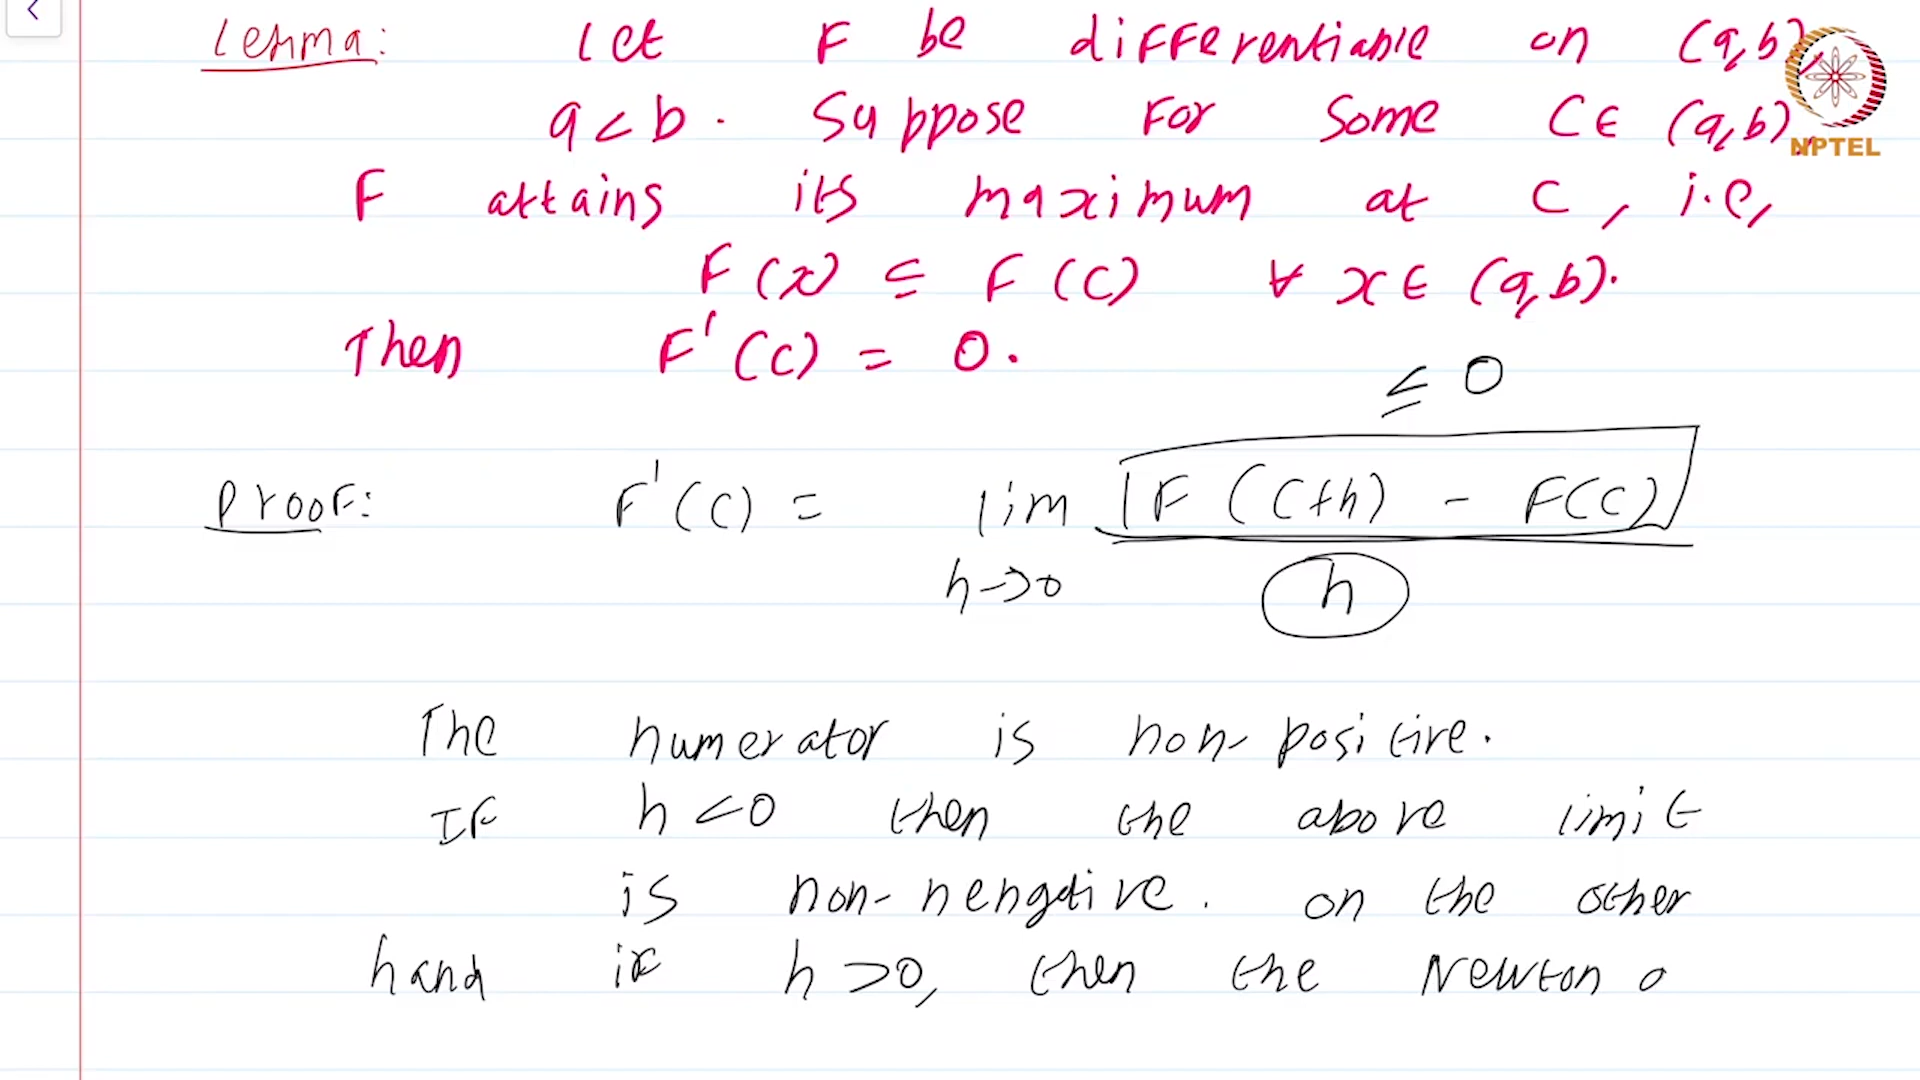 Lemma: Let F be differentiable on (a,b),
a < b. Suppose for some C ∈ (a,b),
NPTEL
F attains its maximum at C, i.e,
F(x) ≤ F(C) ∀ x ∈ (a,b).
Then F'(C) = 0.
≤ 0
Proof: F'(C) = lim F(C+h) - F(C)
h->0 h
The numerator is non-positive.
If h < 0 then the above limit
is non-nengative. on the other
hand if h > 0, then the Newton